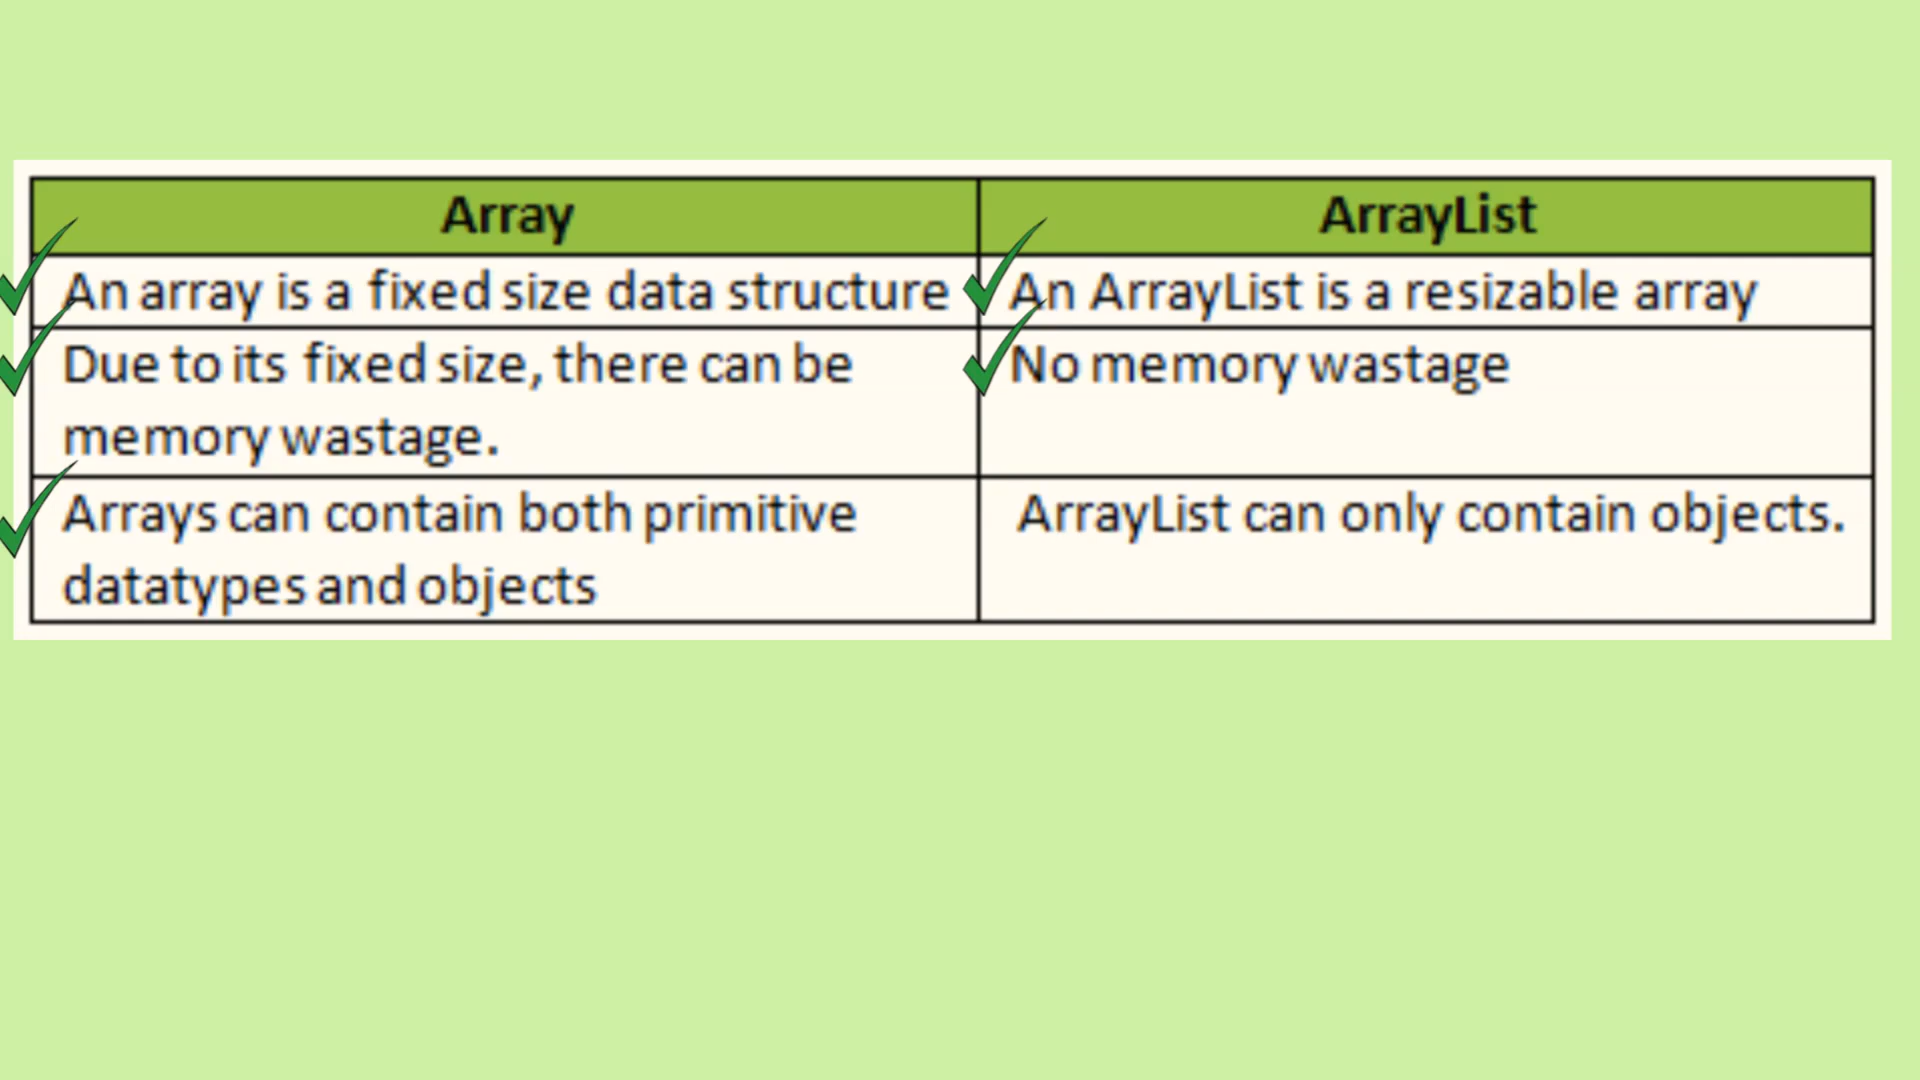 Array
ArrayList
An array is a fixed size data structure
An ArrayList is a resizable array
Due to its fixed size, there can be
memory wastage.
No memory wastage
Arrays can contain both primitive
datatypes and objects
ArrayList can only contain objects.